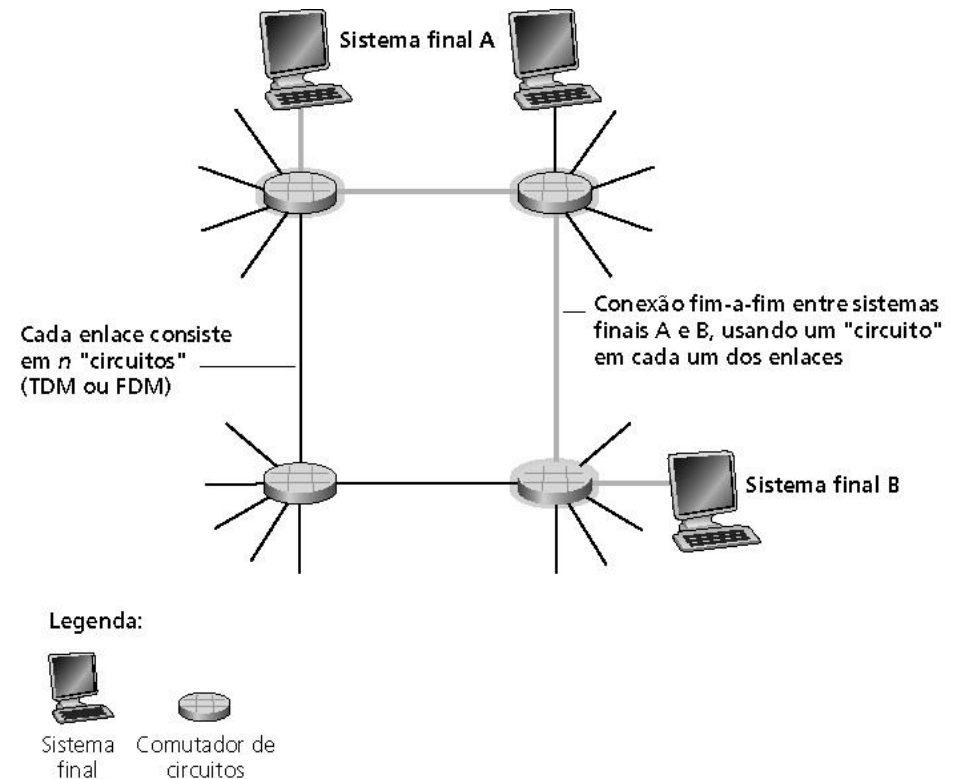 Sistema final A
Conexão fim-a-fim entre sistemas
finais A e B, usando um "circuito"
em cada um dos enlaces
Cada enlace consiste
em n "circuitos"
(TDM ou FDM)
Sistema final B
Legenda:
Sistema
final
Comutador de
circuitos